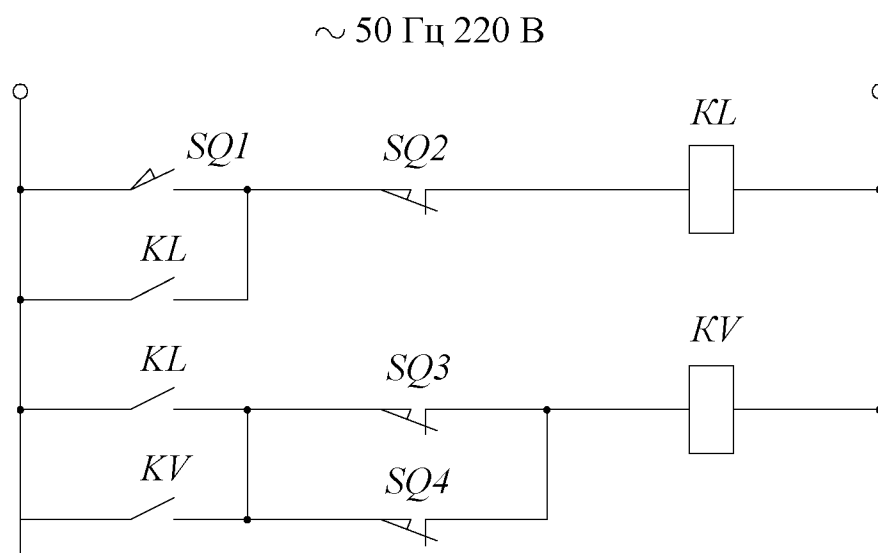 ~ 50 Гц 220 В
SQ1
SQ2
KL
KL
KL
SQ3
KV
KV
SQ4